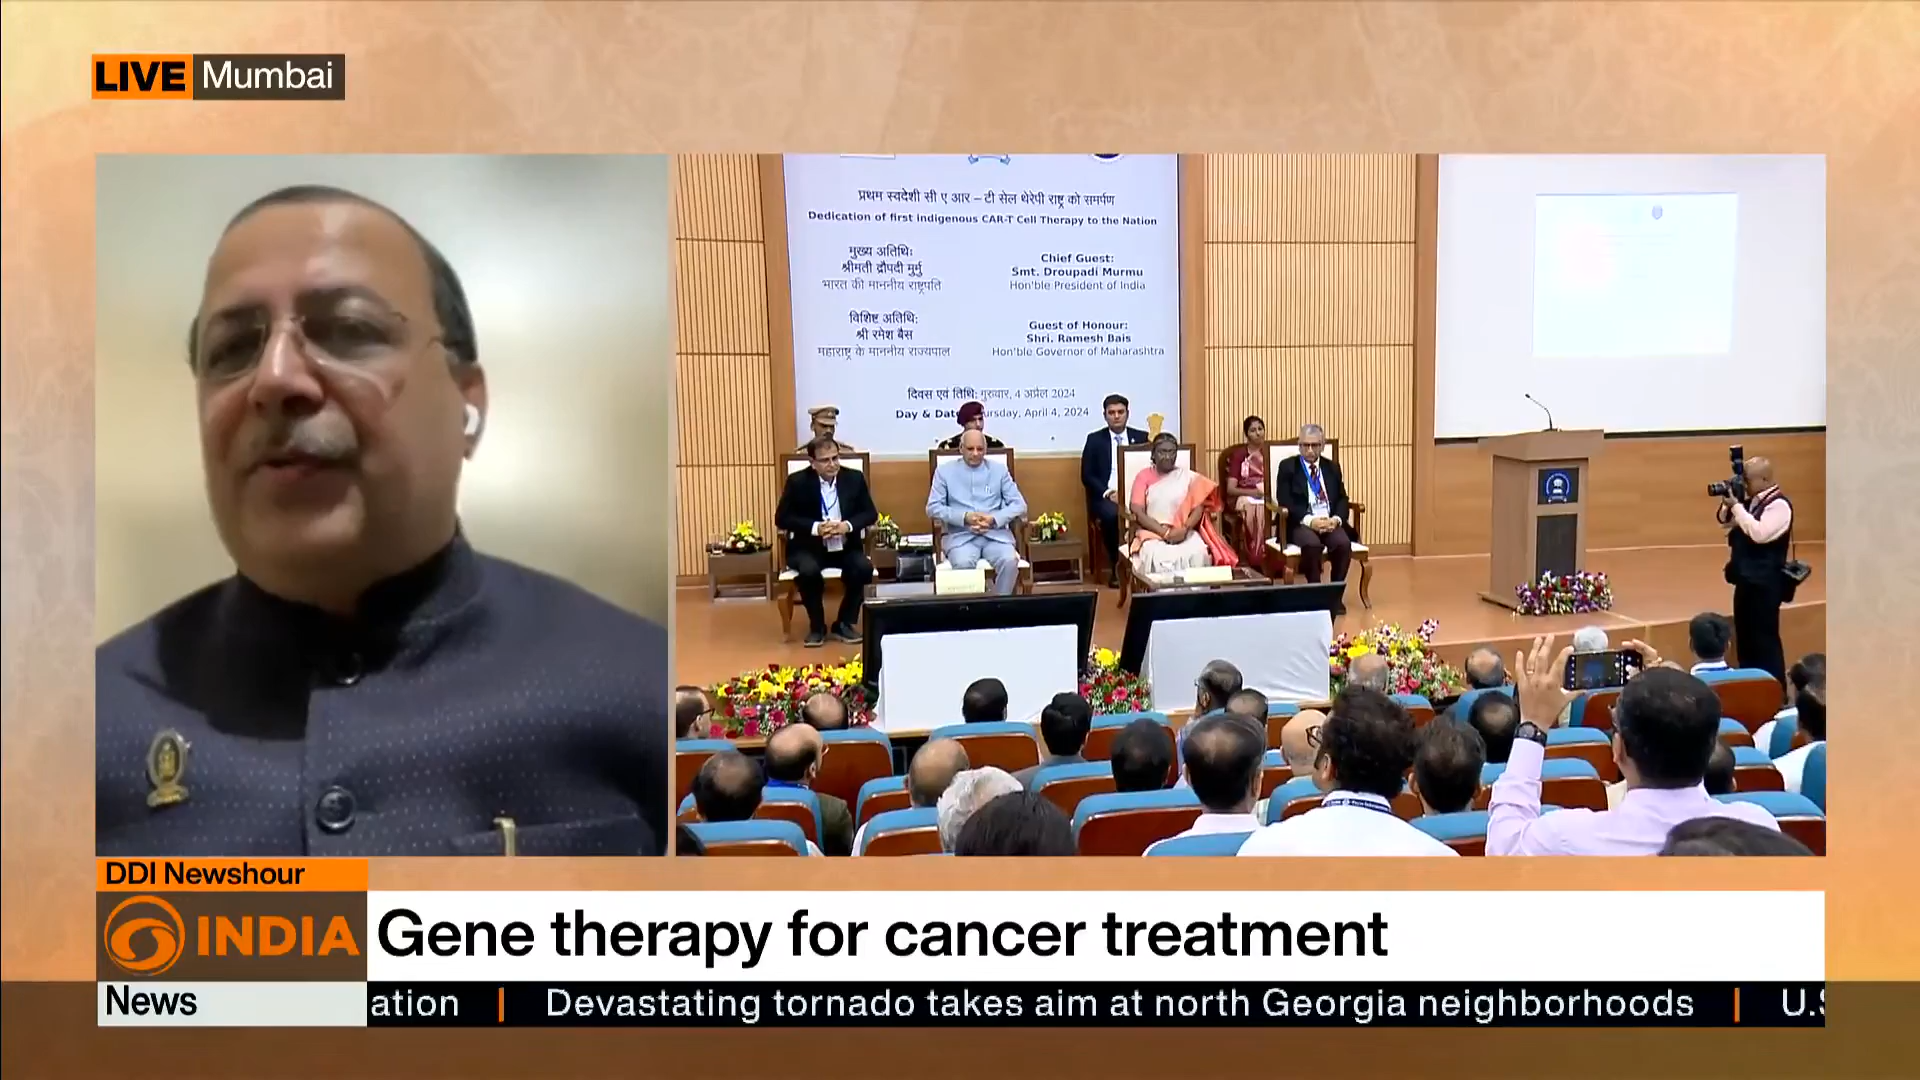 LIVE Mumbai
प्रथम स्वदेशी सी ए आर – टी सेल थेरेपी राष्ट्र को समर्पण
Dedication of first indigenous CAR-T Cell Therapy to the Nation
मुख्य अतिथि:
श्रीमती द्रौपदी मुर्मु
भारत की माननीय राष्ट्रपति
Chief Guest:
Smt. Droupadi Murmu
Hon'ble President of India
विशिष्ट अतिथि:
श्री रमेश बैस
महाराष्ट्र के माननीय राज्यपाल
Guest of Honour:
Shri. Ramesh Bais
Hon'ble Governor of Maharashtra
दिवस एवं तिथि: गुरुवार, 4 अप्रैल 2024
Day & Date ursday, April 4, 2024
DDI Newshour
INDIA
Gene therapy for cancer treatment
News
ation | Devastating tornado takes aim at north Georgia neighborhoods | U.S